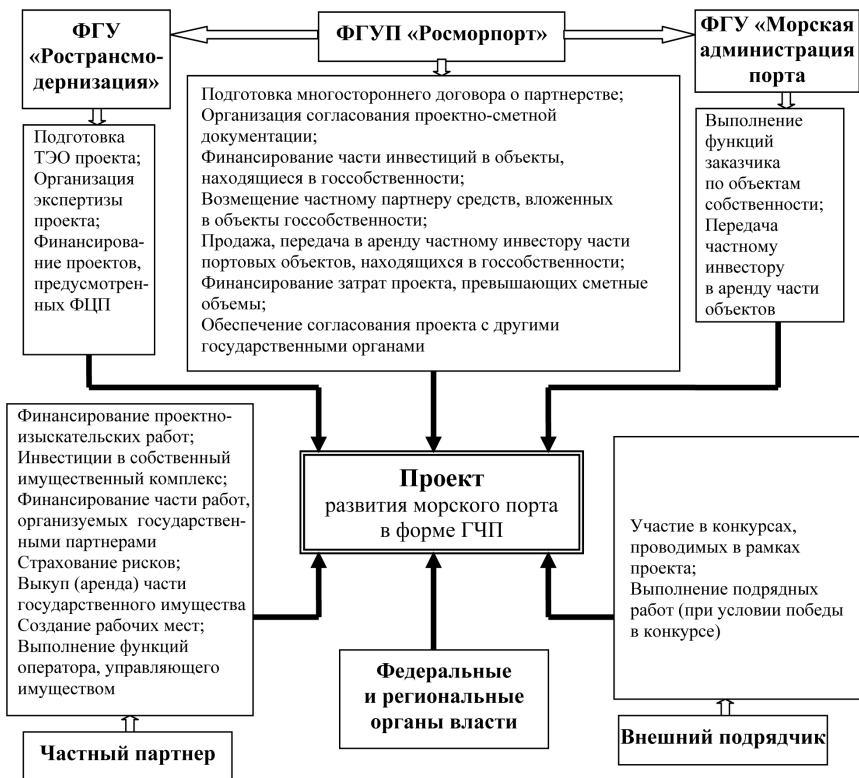 ФГУ
«Ространсмо-
дернизация»
ФГУП «Росморпорт»
ФГУ «Морская
администрация
порта
Подготовка
ТЭО проекта;
Организация
экспертизы
проекта;
Финансирова-
ние проектов,
предусмотрен-
ных ФЦП
Подготовка многостороннего договора о партнерстве;
Организация согласования проектно-сметной
документации;
Финансирование части инвестиций в объекты,
находящиеся в госсобственности;
Возмещение частному партнеру средств, вложенных
в объекты госсобственности;
Продажа, передача в аренду частному инвестору части
портовых объектов, находящихся в госсобственности;
Финансирование затрат проекта, превышающих сметные
объемы;
Обеспечение согласования проекта с другими
государственными органами
Выполнение
функций
заказчика
по объектам
собственности;
Передача
частному
инвестору
в аренду части
объектов
Финансирование проектно-
изыскательских работ;
Инвестиции в собственный
имущественный комплекс;
Финансирование части работ,
организуемых государствен-
ными партнерами
Страхование рисков;
Выкуп (аренда) части
государственного имущества
Создание рабочих мест;
Выполнение функций
оператора, управляющего
имуществом
Проект
развития морского порта
в форме ГЧП
Участие в конкурсах,
проводимых в рамках
проекта;
Выполнение подрядных
работ (при условии победы
в конкурсе)
Частный партнер
Федеральные
и региональные
органы власти
Внешний подрядчик